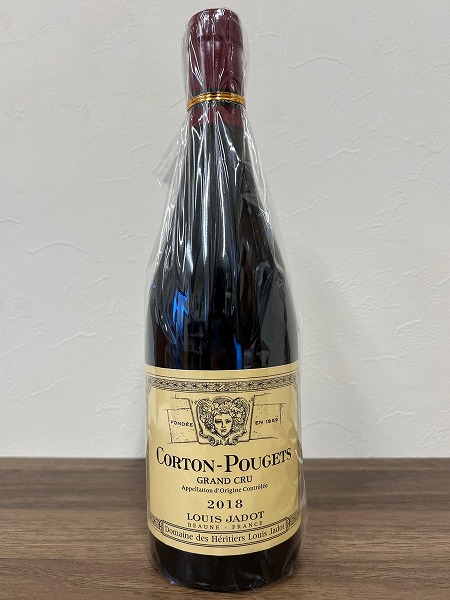 FONDÉE EN 1859
CORTON-POUGETS
GRAND CRU
Appellation d'Origine Contrôlée
2018
LOUIS JADOT
BEAUNE - FRANCE
Domaine des Héritiers Louis Jadot